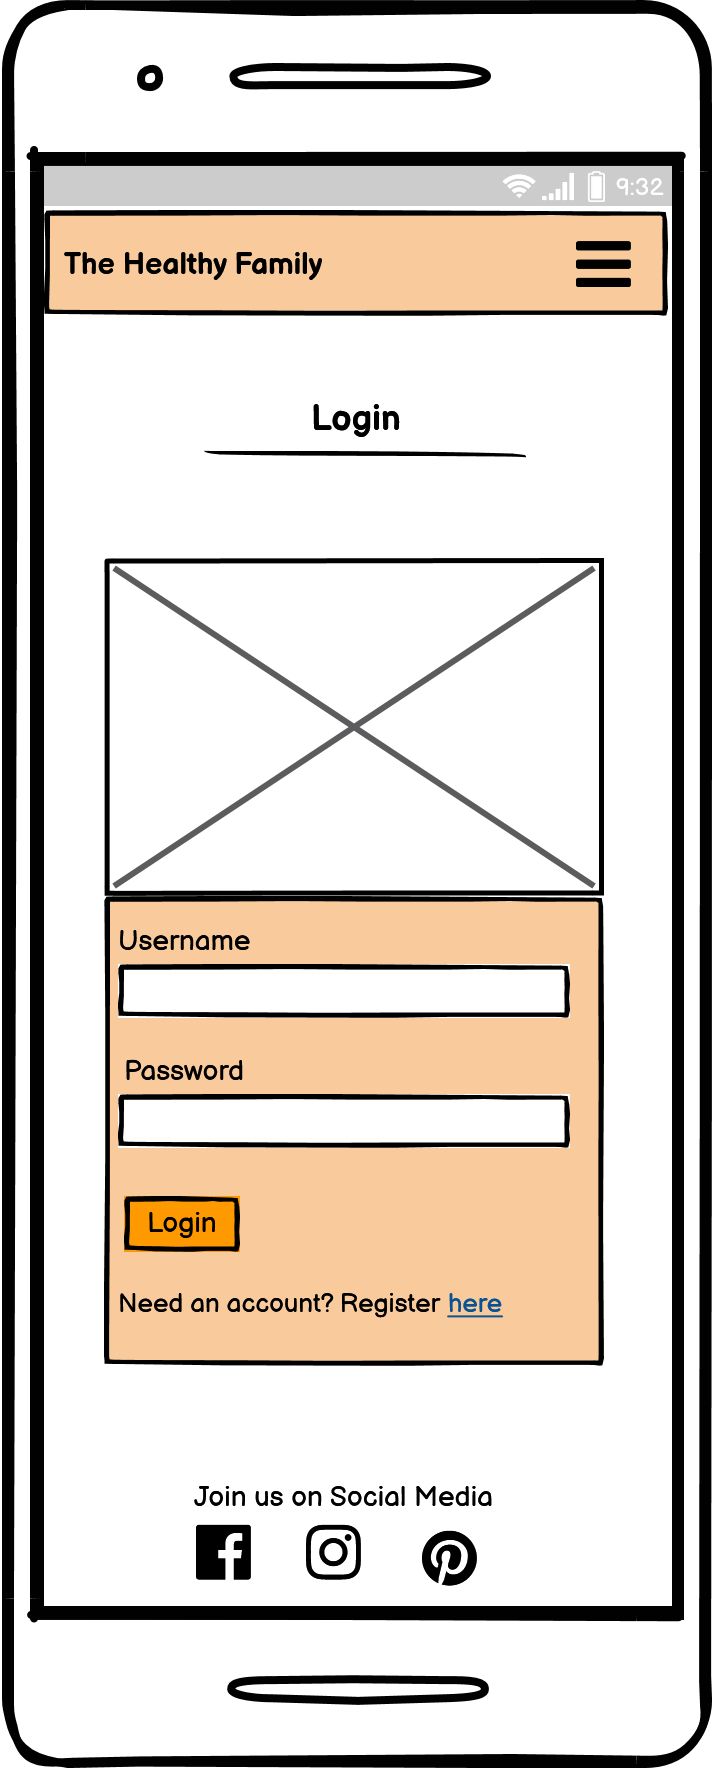 9:32
The Healthy Family
Login
Username
Password
Login
Need an account? Register here
Join us on Social Media